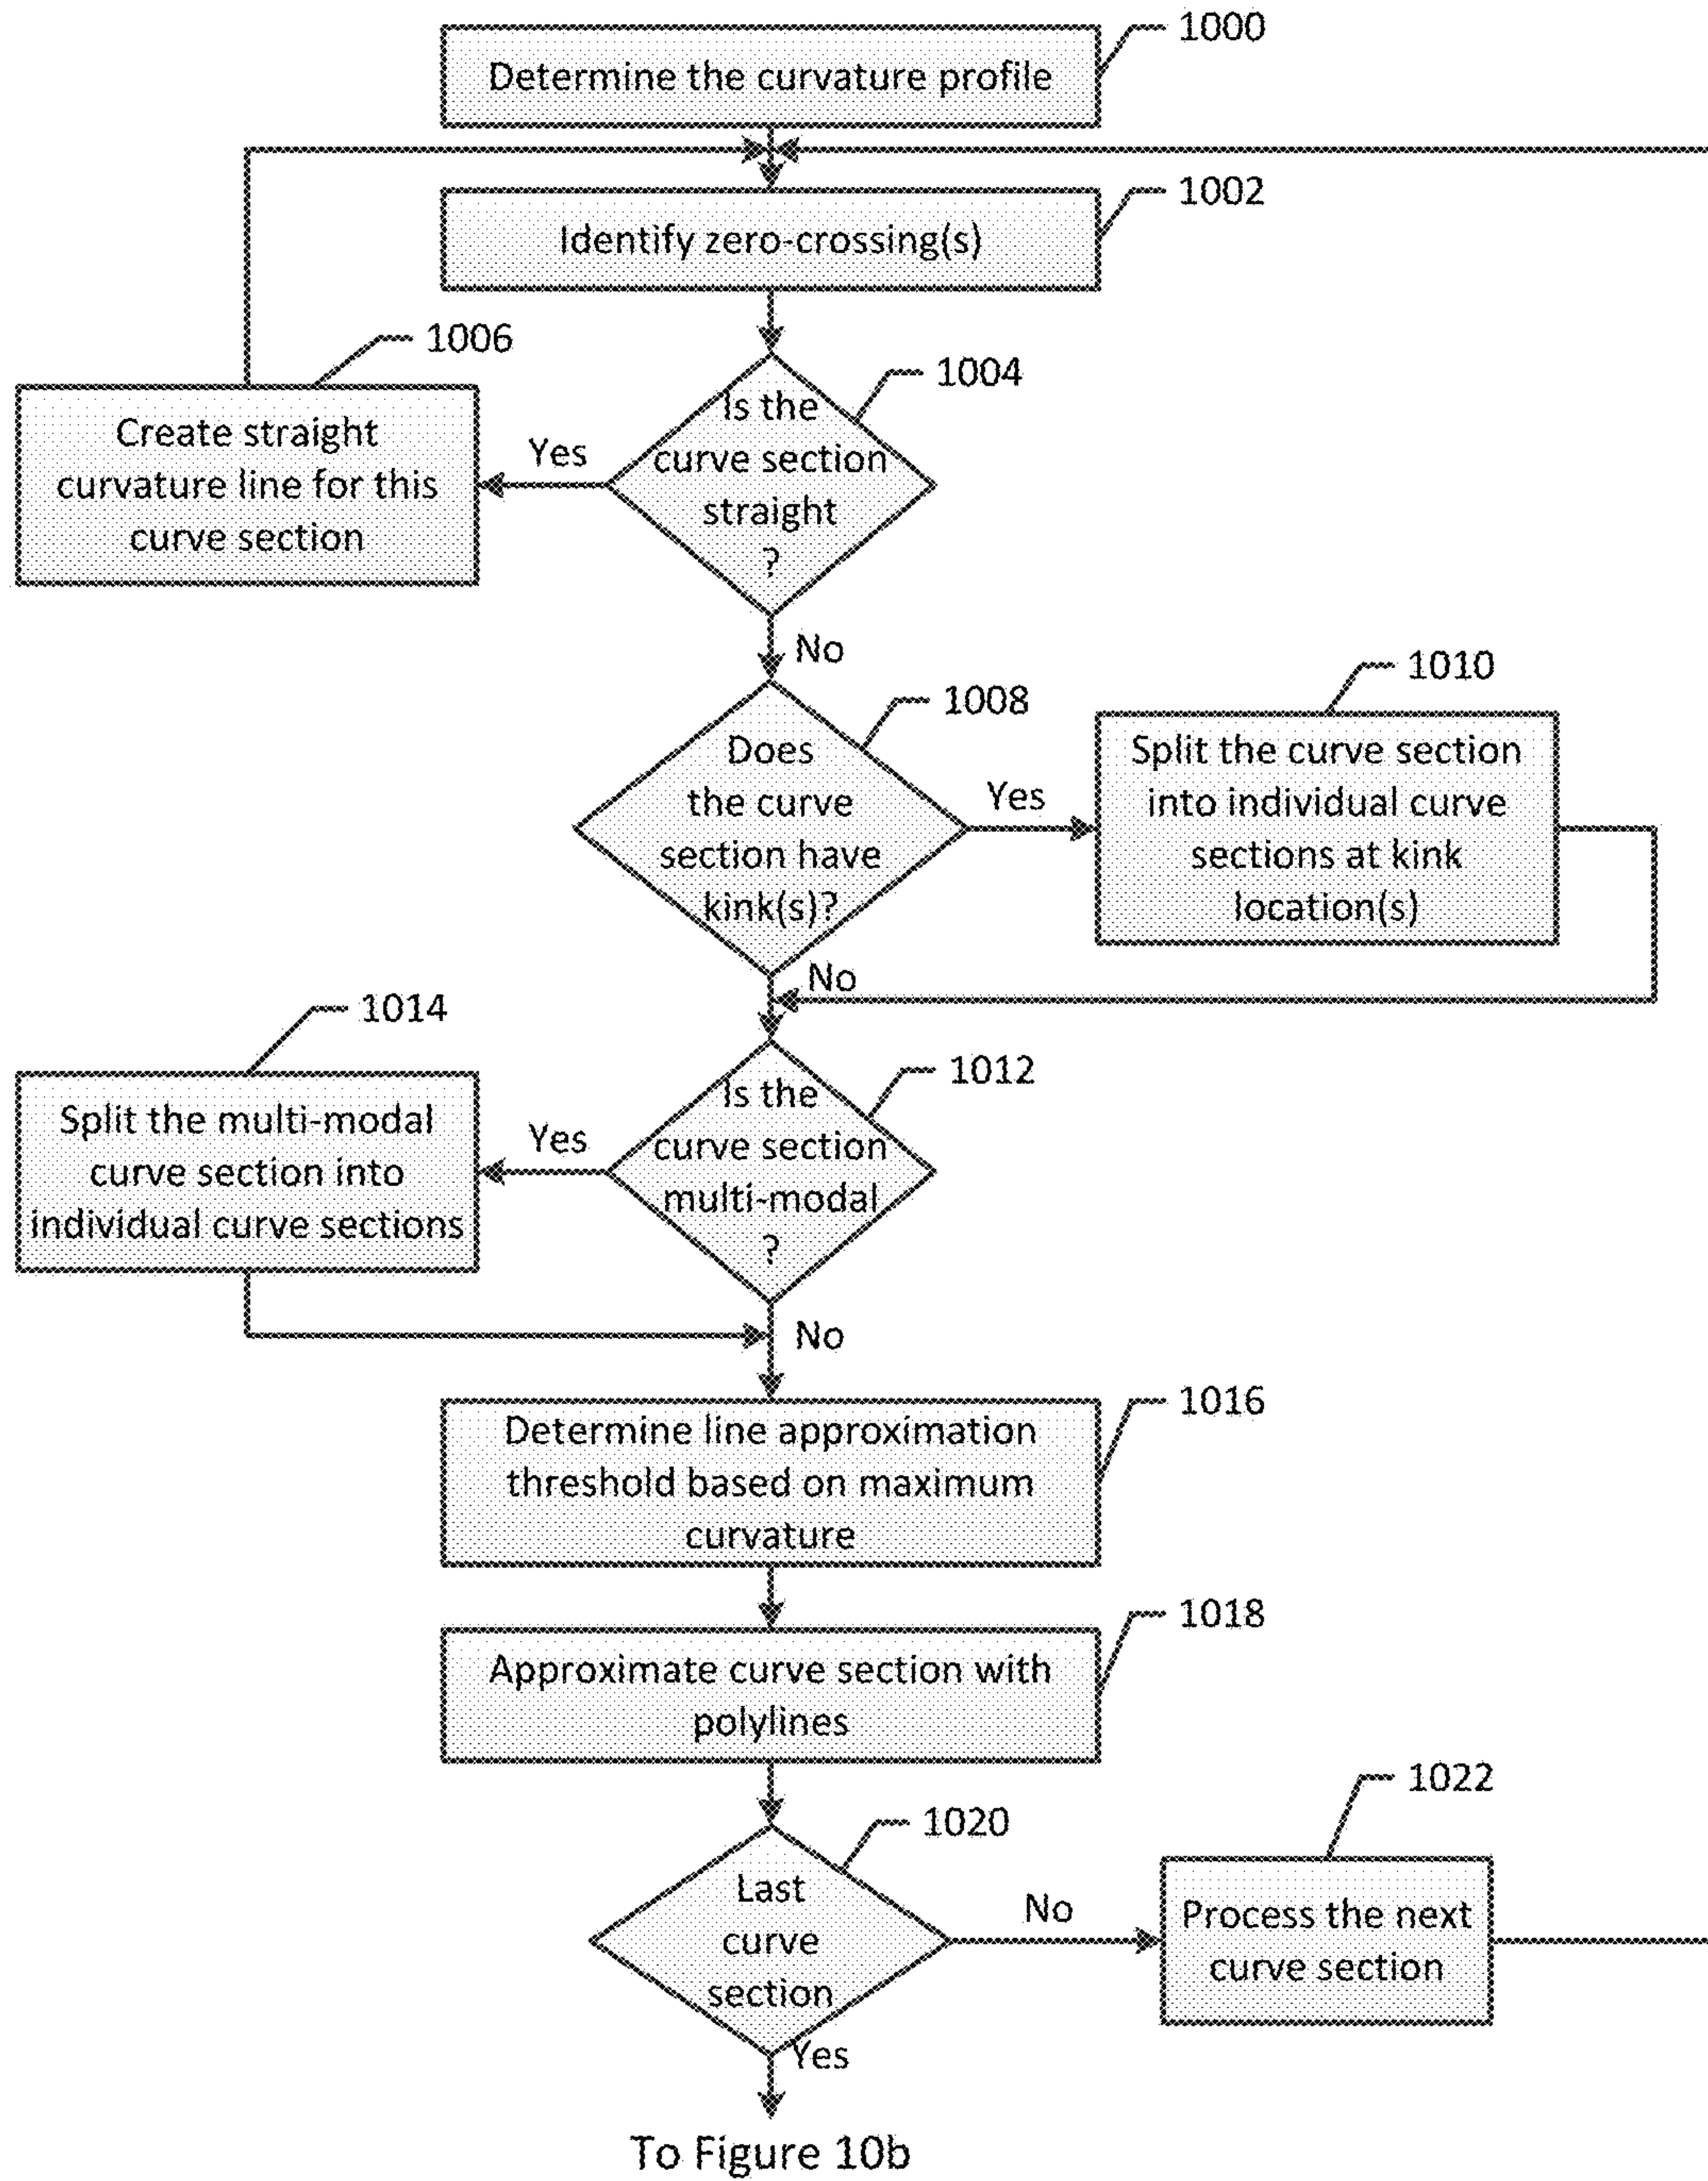 1000
Determine the curvature profile
1002
Identify zero-crossing(s)
1006
1004
Create straight
curvature line for this
curve section
Yes
Is the
curve section
straight
?
No
1010
1008
Does
the curve
section have
kink(s)?
Yes
Split the curve section
into individual curve
sections at kink
location(s)
No
1014
1012
Split the multi-modal
curve section into
individual curve sections
Yes
Is the
curve section
multi-modal
?
No
1016
Determine line approximation
threshold based on maximum
curvature
1018
Approximate curve section with
polylines
1022
1020
Last
curve
section
No
Process the next
curve section
Yes
To Figure 10b